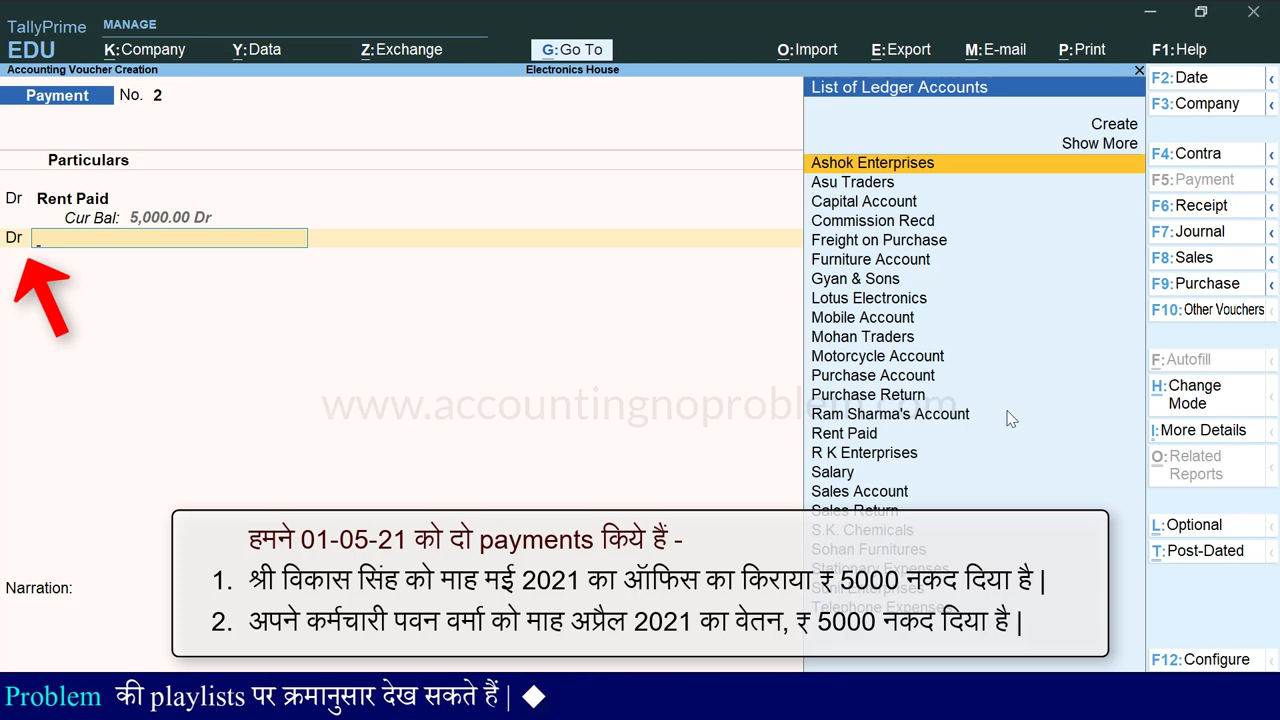 TallyPrime MANAGE
EDU K:Company Y:Data Z:Exchange G:Go To O:Import E:Export M:E-mail P:Print F1:Help
Accounting Voucher Creation Electronics House
Payment No. 2
Particulars
Dr Rent Paid
Cur Bal: 5,000.00 Dr
Dr
Narration:
List of Ledger Accounts
Create
Show More
Ashok Enterprises
Asu Traders
Capital Account
Commission Recd
Freight on Purchase
Furniture Account
Gyan & Sons
Lotus Electronics
Mobile Account
Mohan Traders
Motorcycle Account
Purchase Account
Purchase Return
Ram Sharma's Account
Rent Paid
R K Enterprises
Salary
Sales Account
Sales Return
S.K. Chemicals
Sohan Furnitures
Stationary Expenses
Sunil Enterprises
Telephone Expenses
F2:Date
F3:Company
F4:Contra
F5:Payment
F6:Receipt
F7:Journal
F8:Sales
F9:Purchase
F10:Other Vouchers
F:Autofill
H:Change
Mode
I:More Details
O:Related
Reports
L:Optional
T:Post-Dated
F12:Configure
www.accountingnoproblem.com
हमने 01-05-21 को दो payments किये हैं -
1. श्री विकास सिंह को माह मई 2021 का ऑफिस का किराया ₹ 5000 नकद दिया है |
2. अपने कर्मचारी पवन वर्मा को माह अप्रैल 2021 का वेतन, ₹ 5000 नकद दिया है |
Problem की playlists पर क्रमानुसार देख सकते हैं | ◆